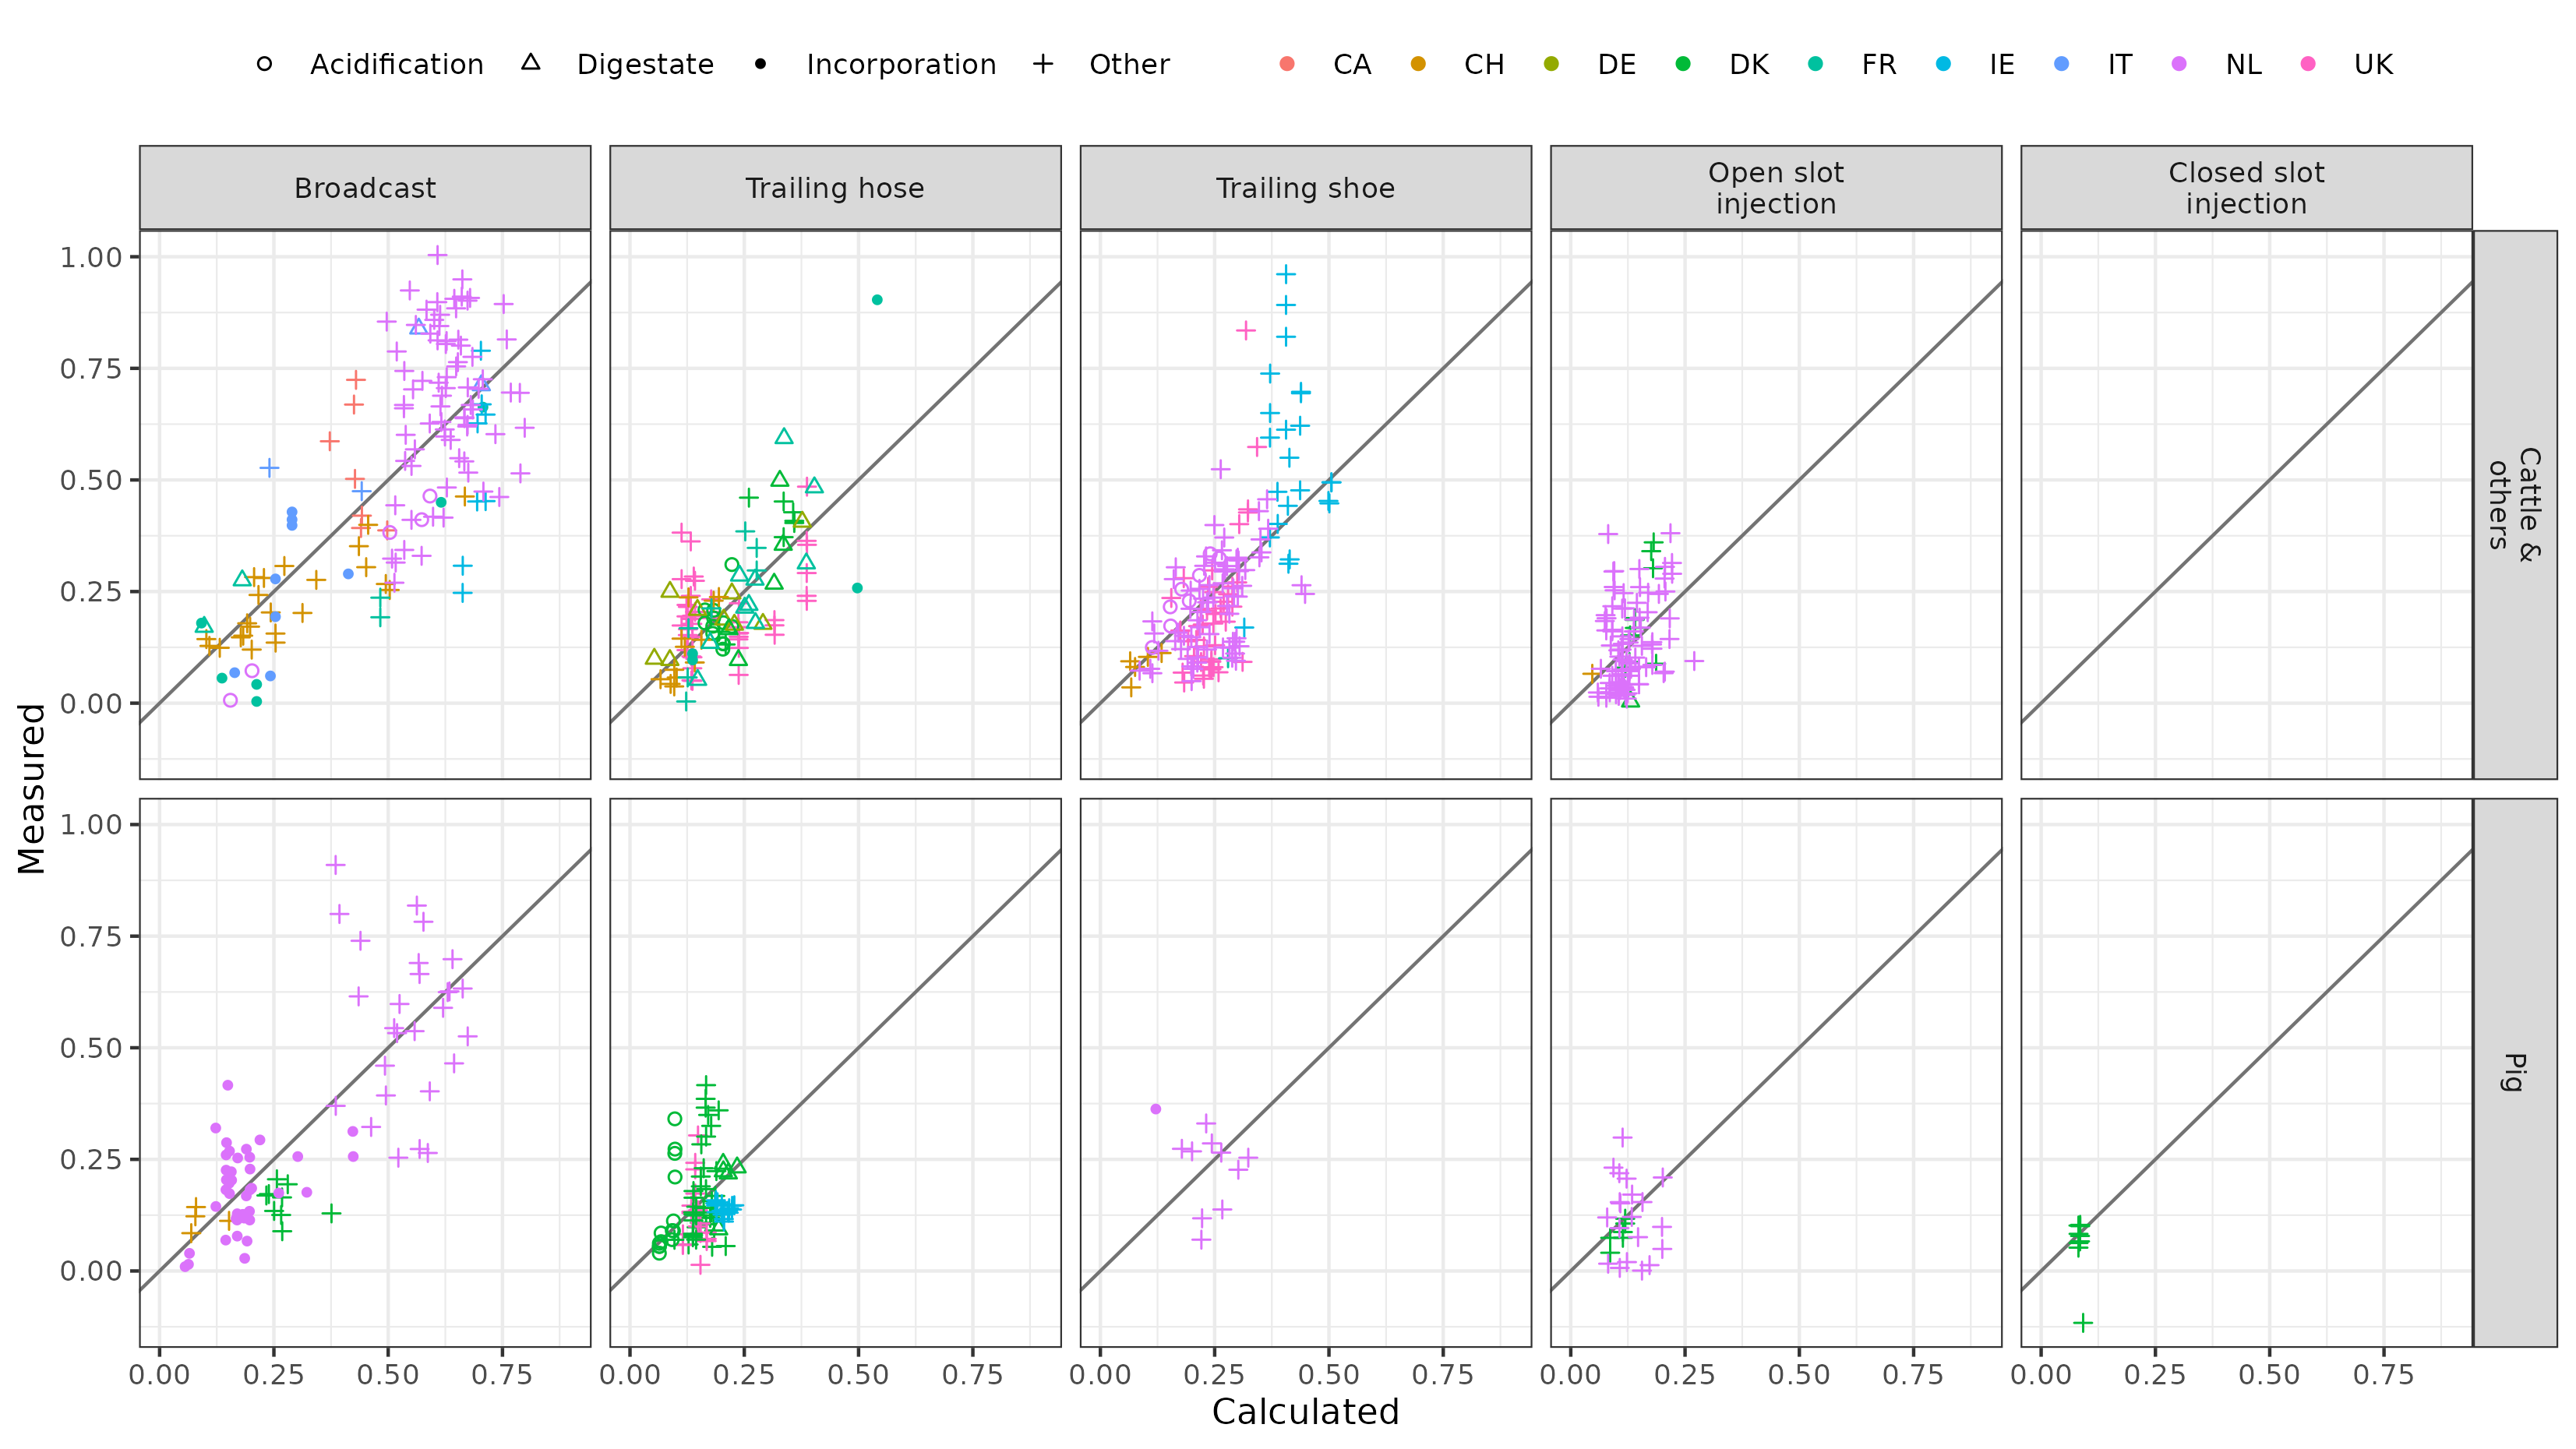 Acidification Digestate Incorporation Other CA CH DE DK FR IE IT NL UK
Broadcast
Trailing hose
Trailing shoe
Open slot
injection
Closed slot
injection
1.00
0.75
0.50
0.25
0.00
Cattle &
others
Measured
1.00
0.75
0.50
0.25
0.00
Pig
0.00 0.25 0.50 0.75 0.00 0.25 0.50 0.75 0.00 0.25 0.50 0.75 0.00 0.25 0.50 0.75 0.00 0.25 0.50 0.75
Calculated